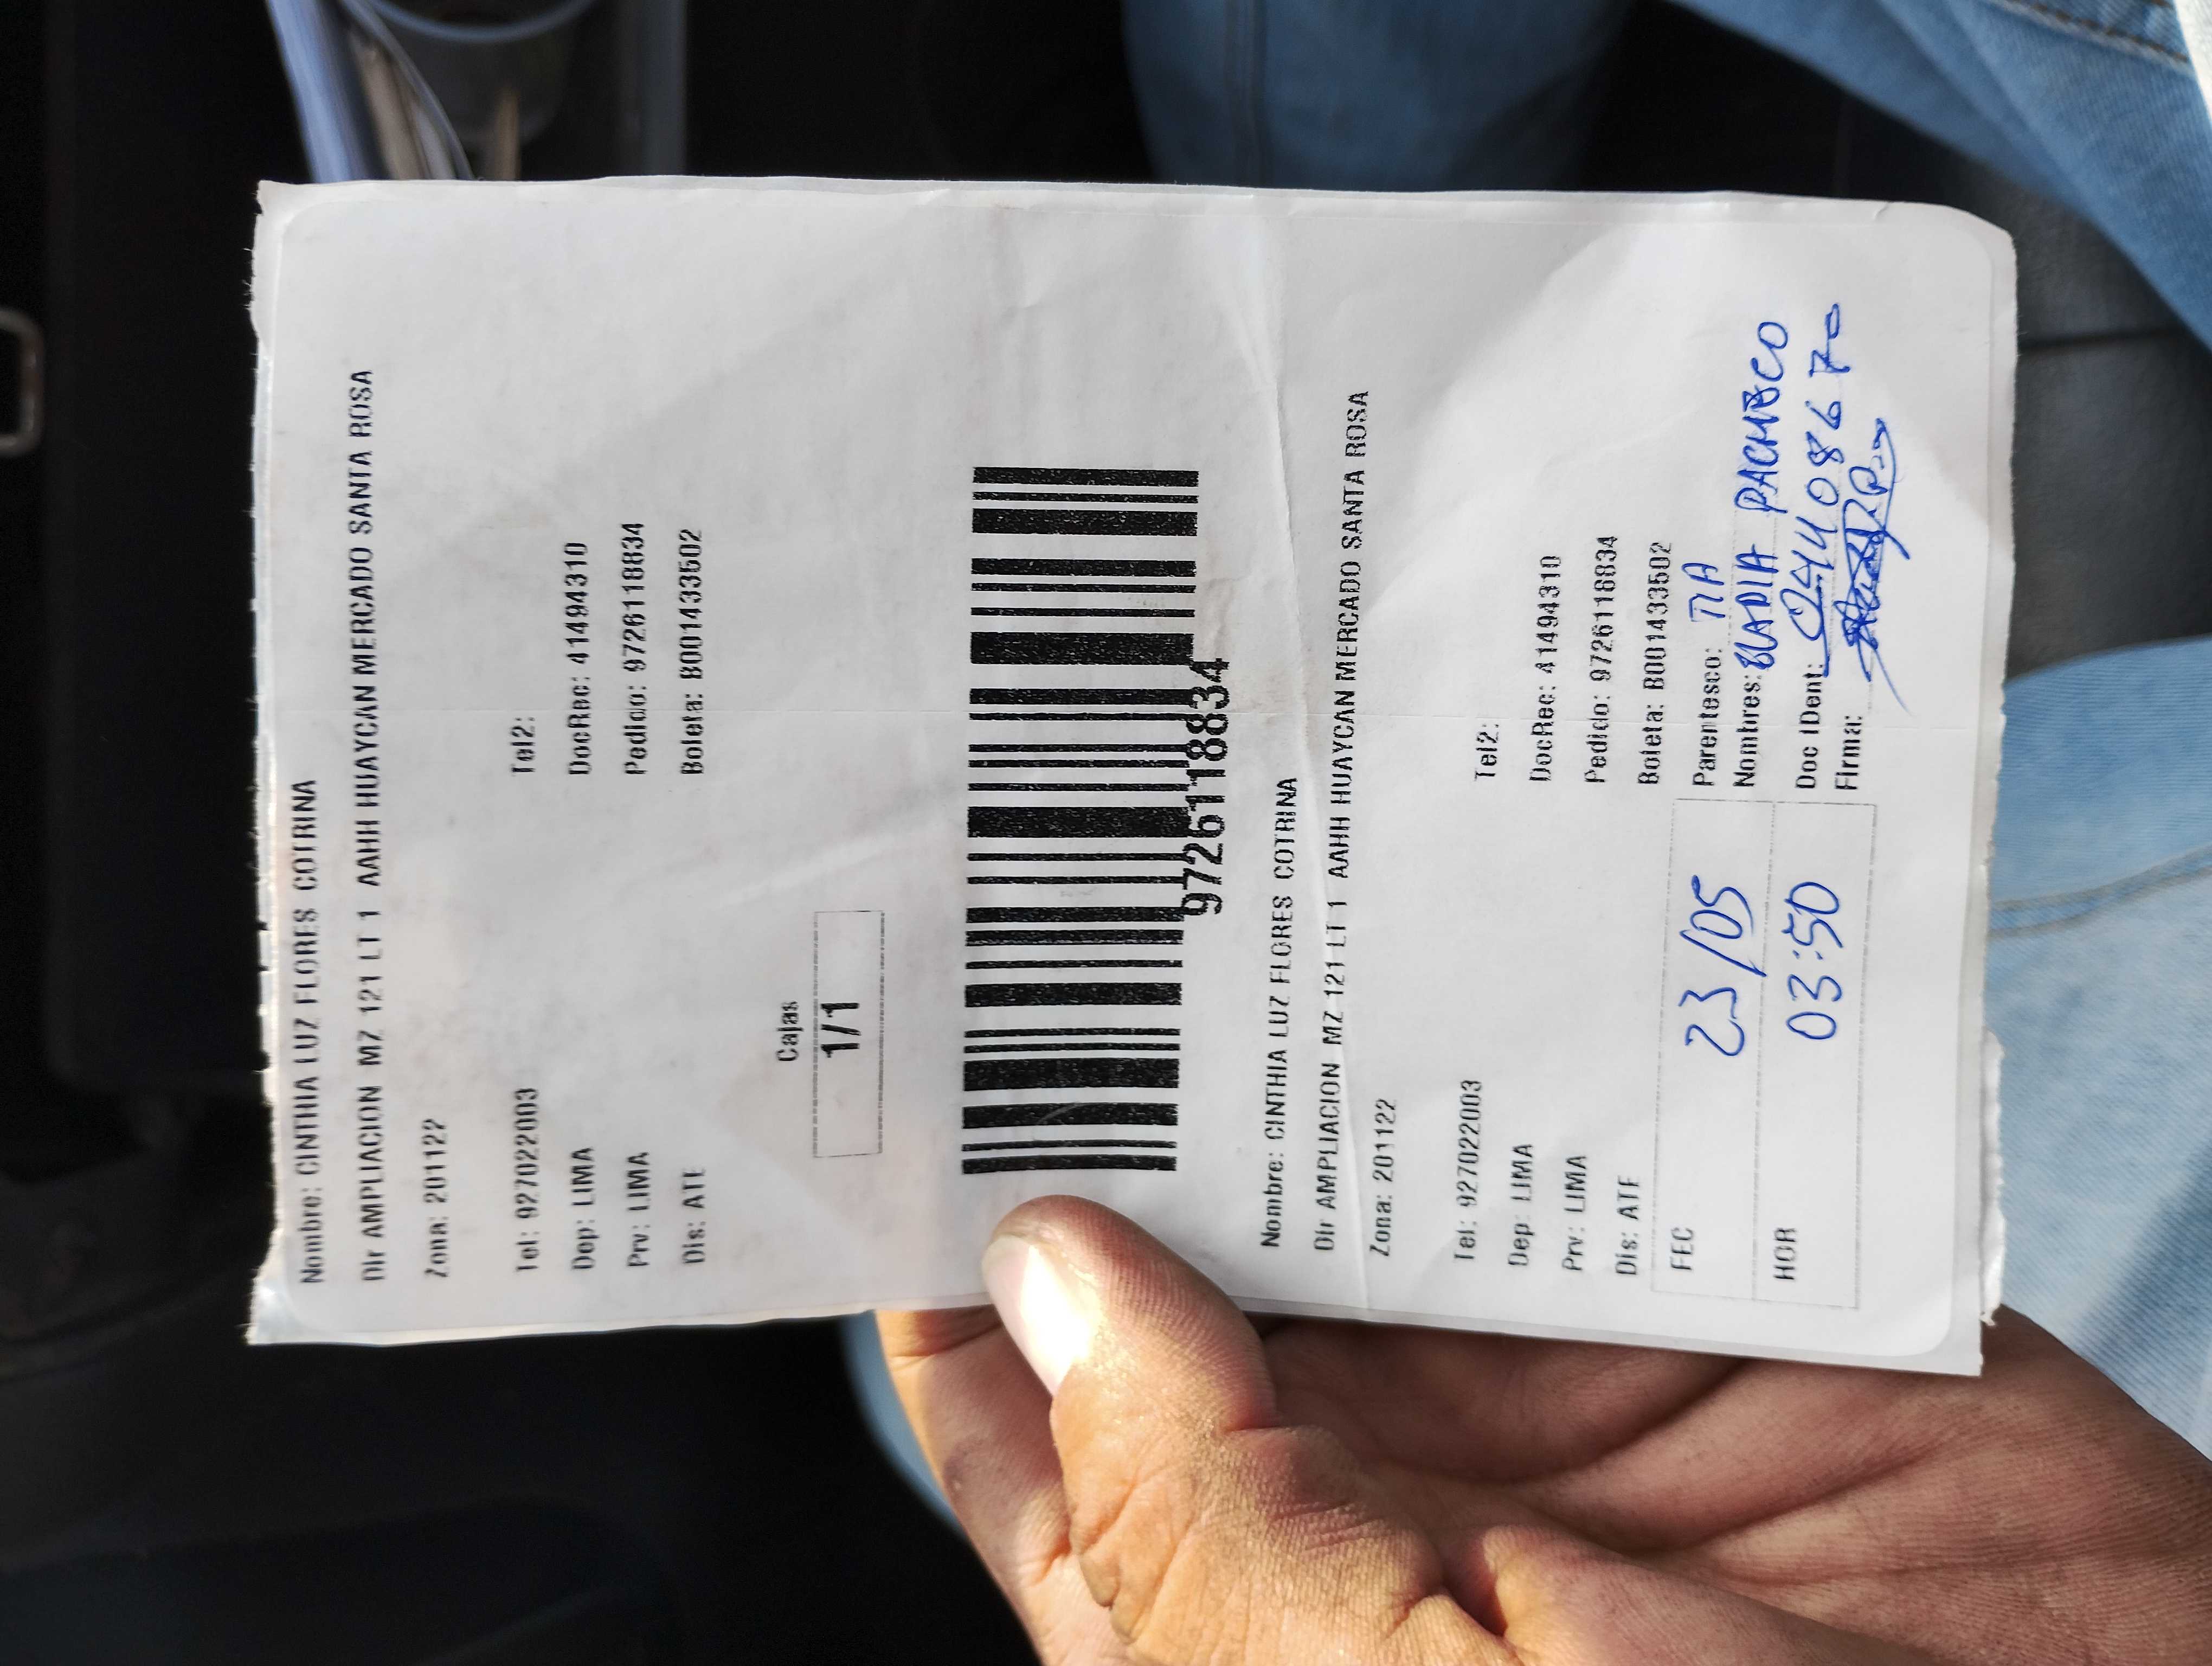 Nombre: CINTHIA LUZ FLORES COTRINA
Dir AMPLIACION MZ 121 LT 1 AAHH HUAYCAN MERCADO SANTA ROSA
Zona: 201122
Tel: 927022003 Tel2:
Dep: LIMA DocRec: 41494310
Prv: LIMA Pedido: 9726118834
Dis: ATE Boleta: B001433502
Cajas
1/1
9726118834
Nombre: CINTHIA LUZ FLORES COTRINA
Dir AMPLIACION MZ 121 LT 1 AAHH HUAYCAN MERCADO SANTA ROSA
Zona: 201122
Tel: 927022003 Tel2:
Dep: LIMA DocRec: 41494310
Prv: LIMA Pedido: 9726118834
Dis: ATE Boleta: B001433502
FEC 23/05 Parentesco: TIA
Nombres: PACHECO
HOR 03:50 Doc IDent:
Firma: